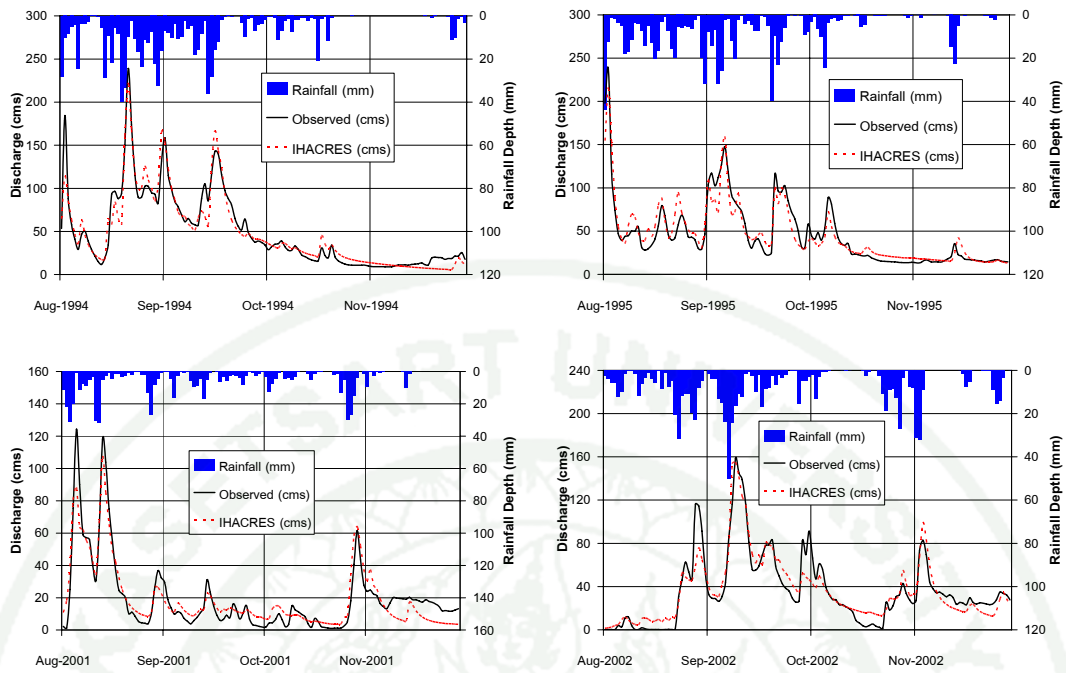 300
250
200
150
100
50
0
Discharge (cms)
0
20
40
60
80
100
120
Rainfall Depth (mm)
Rainfall (mm)
Observed (cms)
IHACRES (cms)
Aug-1994 Sep-1994 Oct-1994 Nov-1994
300
250
200
150
100
50
0
Discharge (cms)
0
20
40
60
80
100
120
Rainfall Depth (mm)
Rainfall (mm)
Observed (cms)
IHACRES (cms)
Aug-1995 Sep-1995 Oct-1995 Nov-1995
160
140
120
100
80
60
40
20
0
Discharge (cms)
0
20
40
60
80
100
120
140
160
Rainfall Depth (mm)
Rainfall (mm)
Observed (cms)
IHACRES (cms)
Aug-2001 Sep-2001 Oct-2001 Nov-2001
240
200
160
120
80
40
0
Discharge (cms)
0
20
40
60
80
100
120
Rainfall Depth (mm)
Rainfall (mm)
Observed (cms)
IHACRES (cms)
Aug-2002 Sep-2002 Oct-2002 Nov-2002